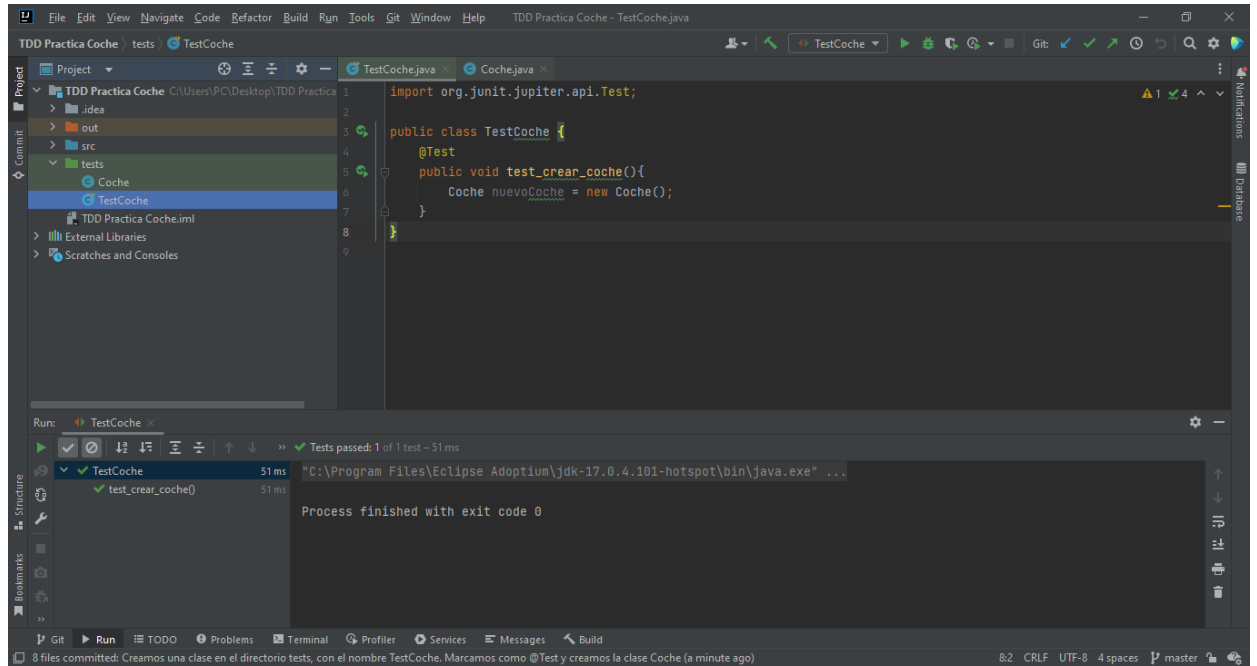 File Edit View Navigate Code Refactor Build Run Tools Git Window Help TDD Practica Coche - TestCoche.java
TDD Practica Coche tests TestCoche
TestCoche
Git:
Project
TestCoche.java
Coche.java
Project
Commit
Structure
Bookmarks
Notifications
Database
TDD Practica Coche C:\Users\PC\Desktop\TDD Practica
.idea
out
src
tests
Coche
TestCoche
TDD Practica Coche.iml
External Libraries
Scratches and Consoles
1 import org.junit.jupiter.api.Test;
2
3 public class TestCoche {
4 @Test
5 public void test_crear_coche(){
6 Coche nuevoCoche = new Coche();
7 }
8 }
9
1 4
Run: TestCoche
Tests passed: 1 of 1 test – 51 ms
TestCoche 51 ms
test_crear_coche() 51 ms
"C:\Program Files\Eclipse Adoptium\jdk-17.0.4.101-hotspot\bin\java.exe" ...
Process finished with exit code 0
Git Run TODO Problems Terminal Profiler Services Messages Build
8 files committed: Creamos una clase en el directorio tests, con el nombre TestCoche. Marcamos como @Test y creamos la clase Coche (a minute ago) 8:2 CRLF UTF-8 4 spaces master